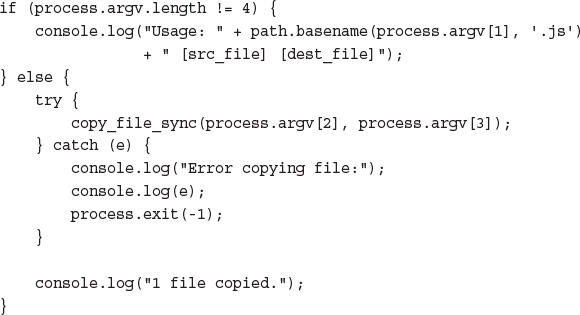 if (process.argv.length != 4) {
    console.log("Usage: " + path.basename(process.argv[1], '.js')
                + " [src_file] [dest_file]");
} else {
    try {
        copy_file_sync(process.argv[2], process.argv[3]);
    } catch (e) {
        console.log("Error copying file:");
        console.log(e);
        process.exit(-1);
    }

    console.log("1 file copied.");
}